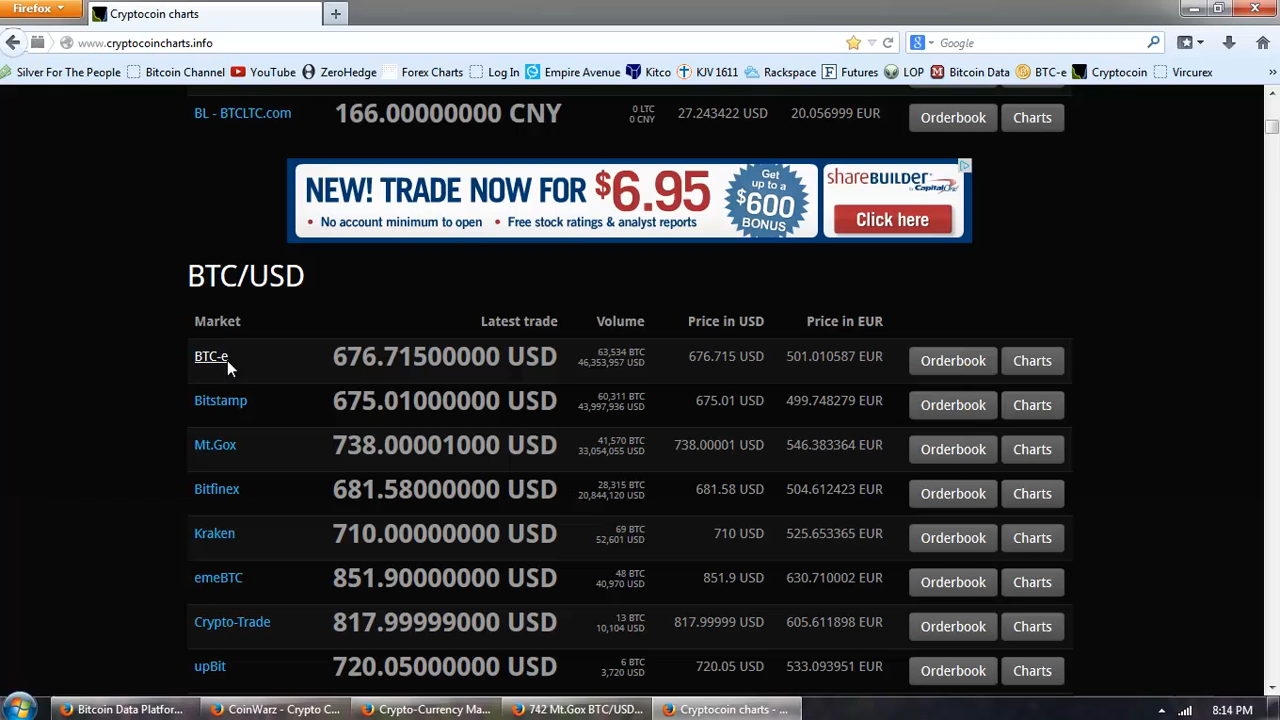 Firefox
Cryptocoin charts
www.cryptocoincharts.info
Google
Silver For The People Bitcoin Channel YouTube ZeroHedge Forex Charts Log In Empire Avenue Kitco KJV 1611 Rackspace Futures LOP Bitcoin Data BTC-e Cryptocoin Vircurex »
BL - BTCLTC.com 166.00000000 CNY 0 LTC 27.243422 USD 20.056999 EUR Orderbook Charts
0 CNY
NEW! TRADE NOW FOR $6.95
• No account minimum to open • Free stock ratings & analyst reports
Get
up to a
$600
BONUS
shareBUILDER
by Capital One
Click here
BTC/USD
Market Latest trade Volume Price in USD Price in EUR
BTC-e 676.71500000 USD 63,534 BTC 676.715 USD 501.010587 EUR Orderbook Charts
46,353,957 USD
Bitstamp 675.01000000 USD 60,311 BTC 675.01 USD 499.748279 EUR Orderbook Charts
43,997,936 USD
Mt.Gox 738.00001000 USD 41,570 BTC 738.00001 USD 546.383364 EUR Orderbook Charts
33,054,055 USD
Bitfinex 681.58000000 USD 28,315 BTC 681.58 USD 504.612423 EUR Orderbook Charts
20,844,120 USD
Kraken 710.00000000 USD 69 BTC 710 USD 525.653365 EUR Orderbook Charts
52,601 USD
emeBTC 851.90000000 USD 48 BTC 851.9 USD 630.710002 EUR Orderbook Charts
40,970 USD
Crypto-Trade 817.99999000 USD 13 BTC 817.99999 USD 605.611898 EUR Orderbook Charts
10,104 USD
upBit 720.05000000 USD 6 BTC 720.05 USD 533.093951 EUR Orderbook Charts
3,720 USD
Bitcoin Data Platfor... CoinWarz - Crypto C... Crypto-Currency Ma... 742 Mt.Gox BTC/USD... Cryptocoin charts - ... 8:14 PM